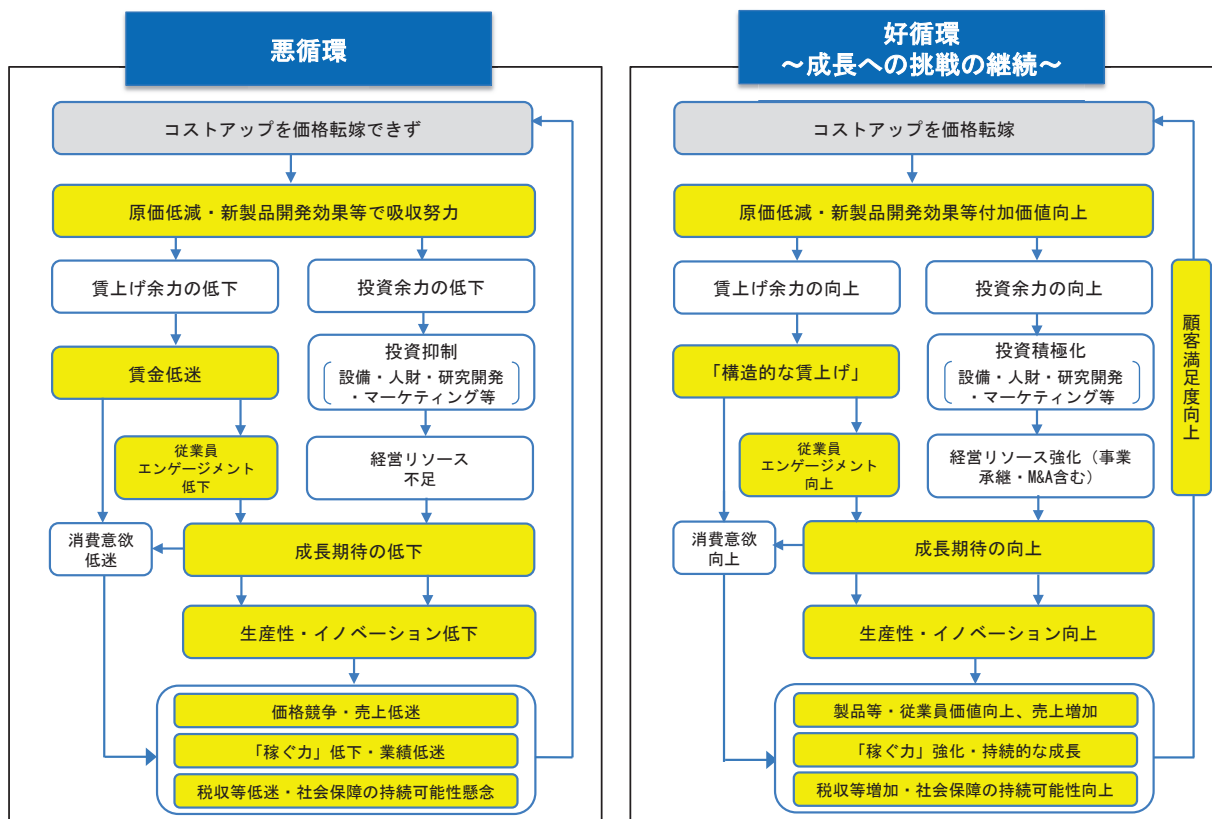 悪循環
コストアップを価格転嫁できず
原価低減・新製品開発効果等で吸収努力
賃上げ余力の低下
投資余力の低下
賃金低迷
投資抑制
設備・人財・研究開発
・マーケティング等
従業員
エンゲージメント
低下
経営リソース
不足
消費意欲
低迷
成長期待の低下
生産性・イノベーション低下
価格競争・売上低迷
「稼ぐ力」低下・業績低迷
税収等低迷・社会保障の持続可能性懸念
好循環
～成長への挑戦の継続～
コストアップを価格転嫁
原価低減・新製品開発効果等付加価値向上
賃上げ余力の向上
投資余力の向上
「構造的な賃上げ」
投資積極化
設備・人財・研究開発
・マーケティング等
従業員
エンゲージメント
向上
経営リソース強化（事業
承継・M&A含む）
消費意欲
向上
成長期待の向上
生産性・イノベーション向上
製品等・従業員価値向上、売上増加
「稼ぐ力」強化・持続的な成長
税収等増加・社会保障の持続可能性向上
顧客満足度向上